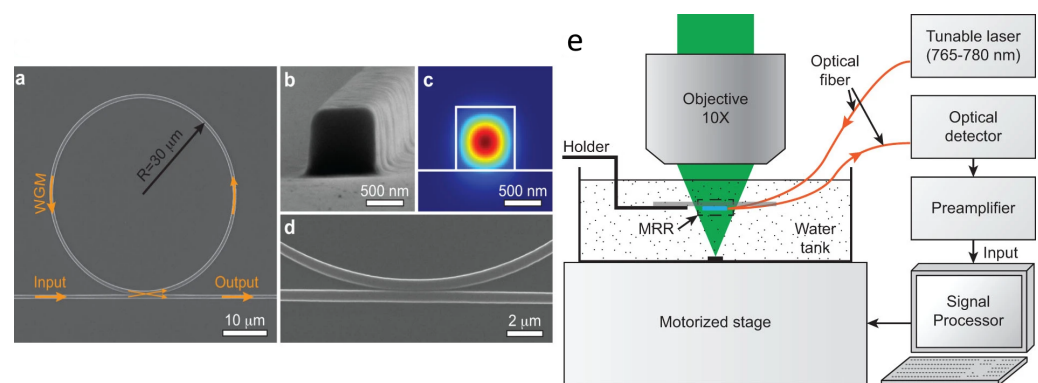 a
R=30 μm
WGM
Input
Output
10 μm
b
500 nm
c
500 nm
d
2 μm
e
Objective
10X
Optical
fiber
Tunable laser
(765-780 nm)
Optical
detector
Holder
Preamplifier
MRR
Water
tank
Input
Motorized stage
Signal
Processor